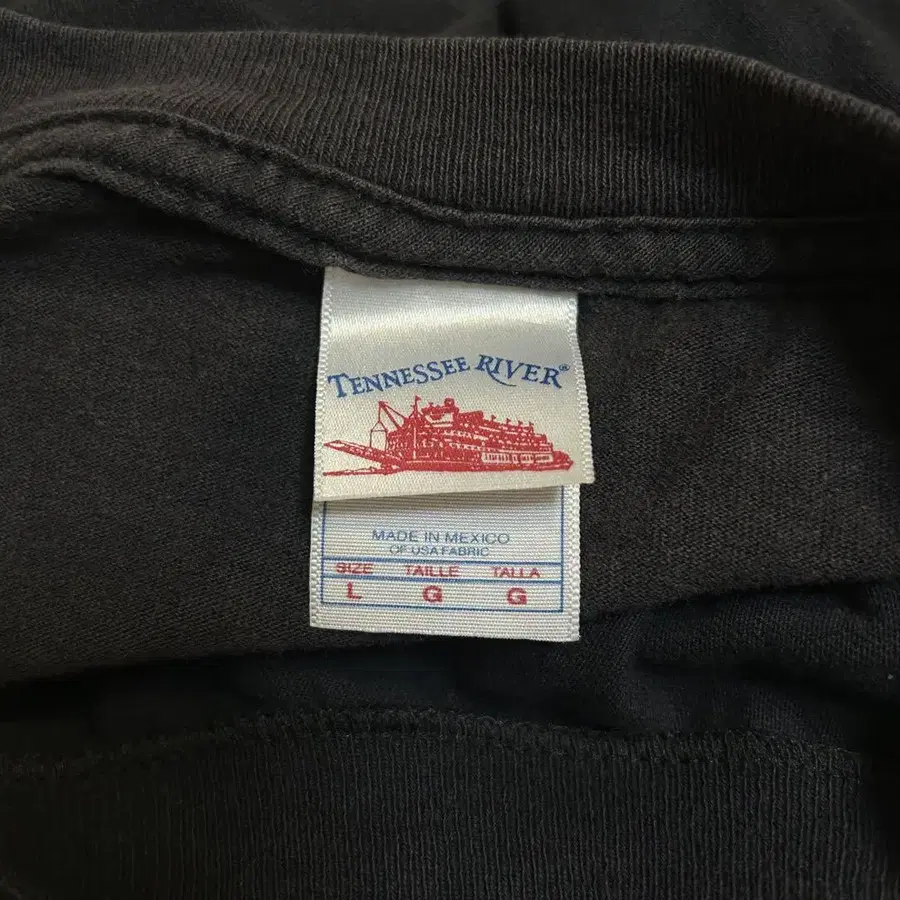 TENNESSEE RIVER®
MADE IN MEXICO
OF USA FABRIC
SIZE TAILLE TALLA
L G G